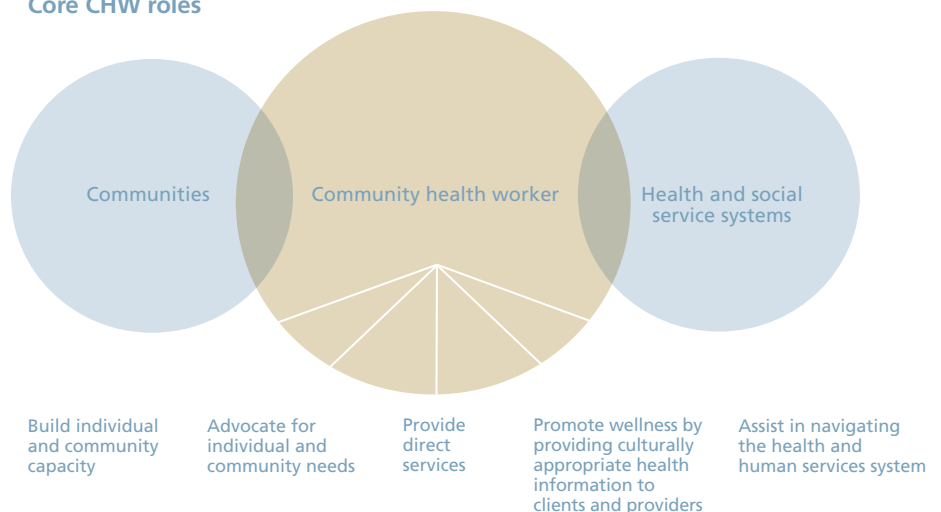 Core CHW roles
Communities
Community health worker
Health and social
service systems
Build individual
and community
capacity
Advocate for
individual and
community needs
Provide
direct
services
Promote wellness by
providing culturally
appropriate health
information to
clients and providers
Assist in navigating
the health and
human services system